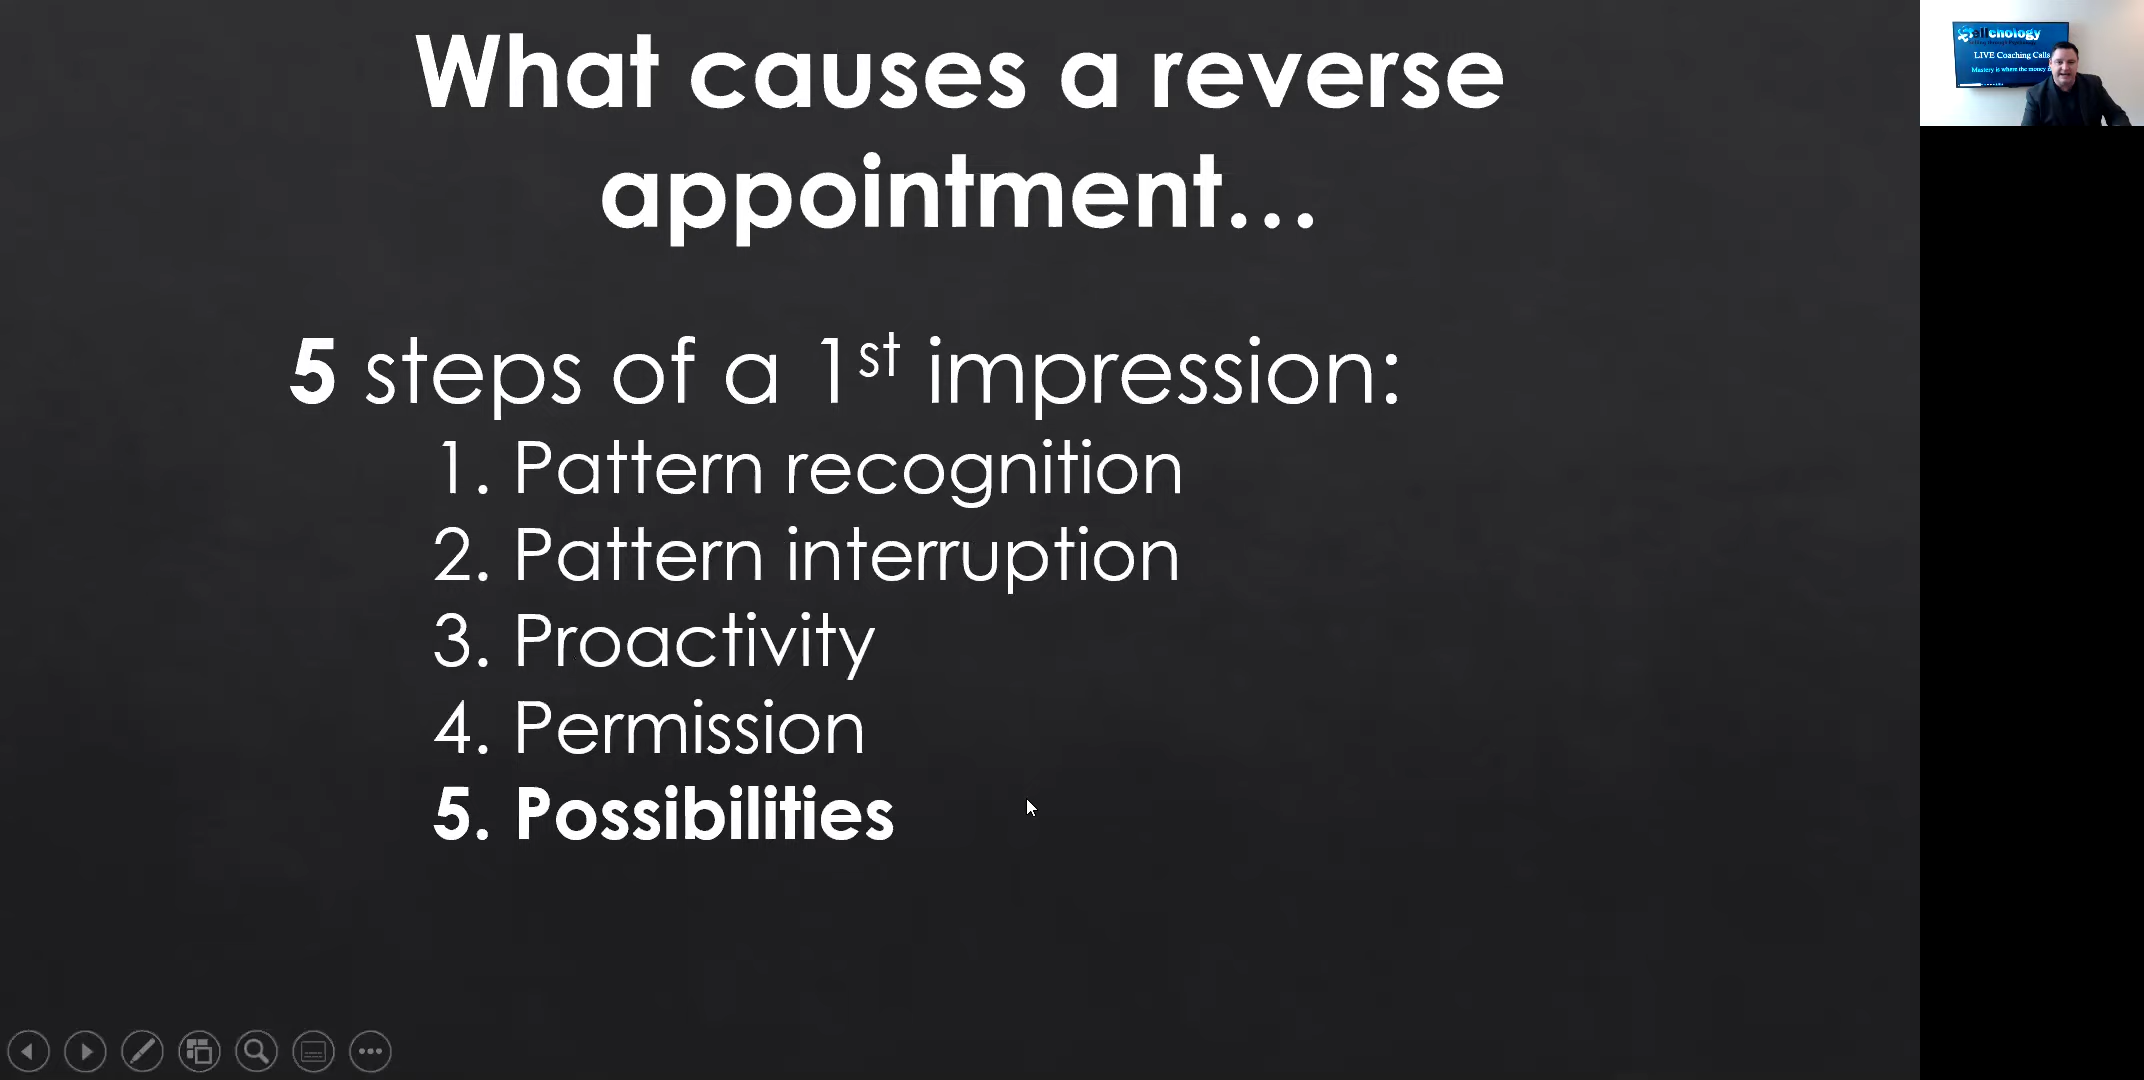 What causes a reverse
appointment...
5 steps of a 1st impression:
1. Pattern recognition
2. Pattern interruption
3. Proactivity
4. Permission
5. Possibilities
chology
LIVE Coaching Calls
Mastery is where the money